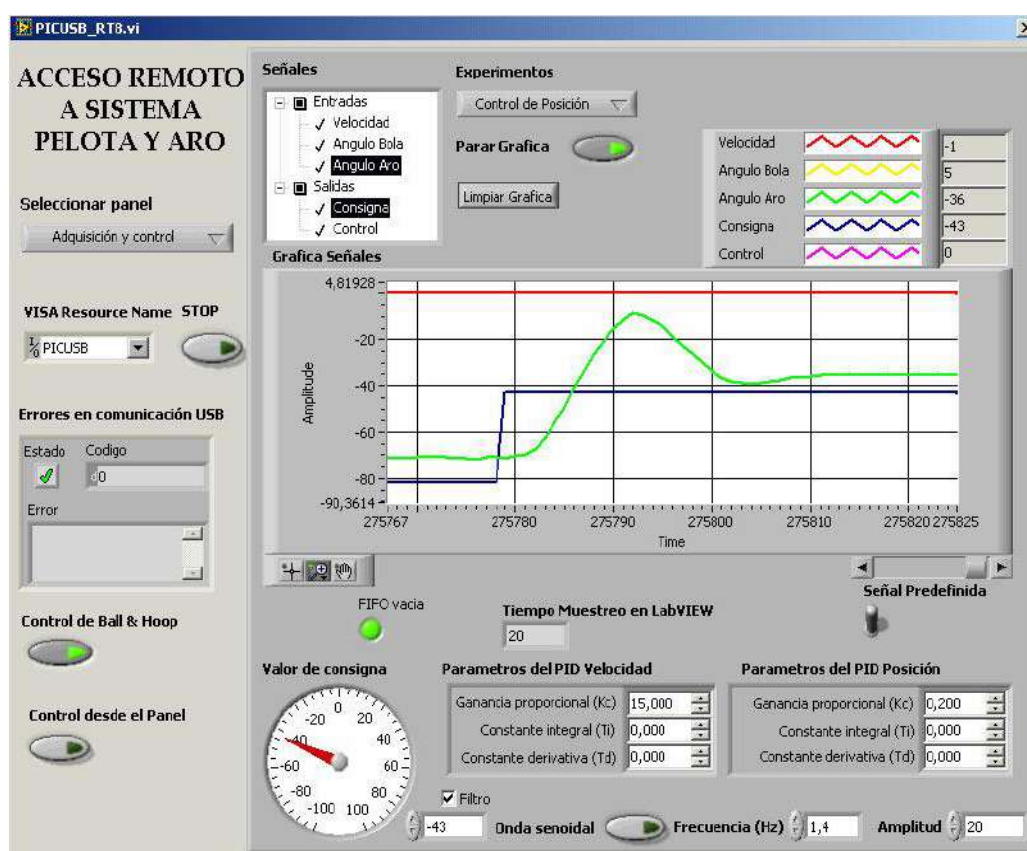 PICUSB_RT8.vi
ACCESO REMOTO
A SISTEMA
PELOTA Y ARO
Seleccionar panel
Adquisición y control
VISA Resource Name
STOP
PICUSB
Errores en comunicación USB
Estado
Codigo
d0
Error
Control de Ball & Hoop
Control desde el Panel
Señales
Entradas
Velocidad
Angulo Bola
Angulo Aro
Salidas
Consigna
Control
Experimentos
Control de Posición
Parar Grafica
Limpiar Grafica
Velocidad -1
Angulo Bola 5
Angulo Aro -36
Consigna -43
Control 0
Grafica Señales
4,81928
-20
-40
-60
-80
-90,3614
Amplitude
275767 275780 275790 275800 275810 275820 275825
Time
FIFO vacia
Tiempo Muestreo en LabVIEW
20
Señal Predefinida
Valor de consigna
0
-20 20
-40 40
-60 60
-80 80
-100 100
Parametros del PID Velocidad
Ganancia proporcional (Kc) 15,000
Constante integral (Ti) 0,000
Constante derivativa (Td) 0,000
Parametros del PID Posición
Ganancia proporcional (Kc) 0,200
Constante integral (Ti) 0,000
Constante derivativa (Td) 0,000
Filtro
-43
Onda senoidal
Frecuencia (Hz) 1,4
Amplitud 20